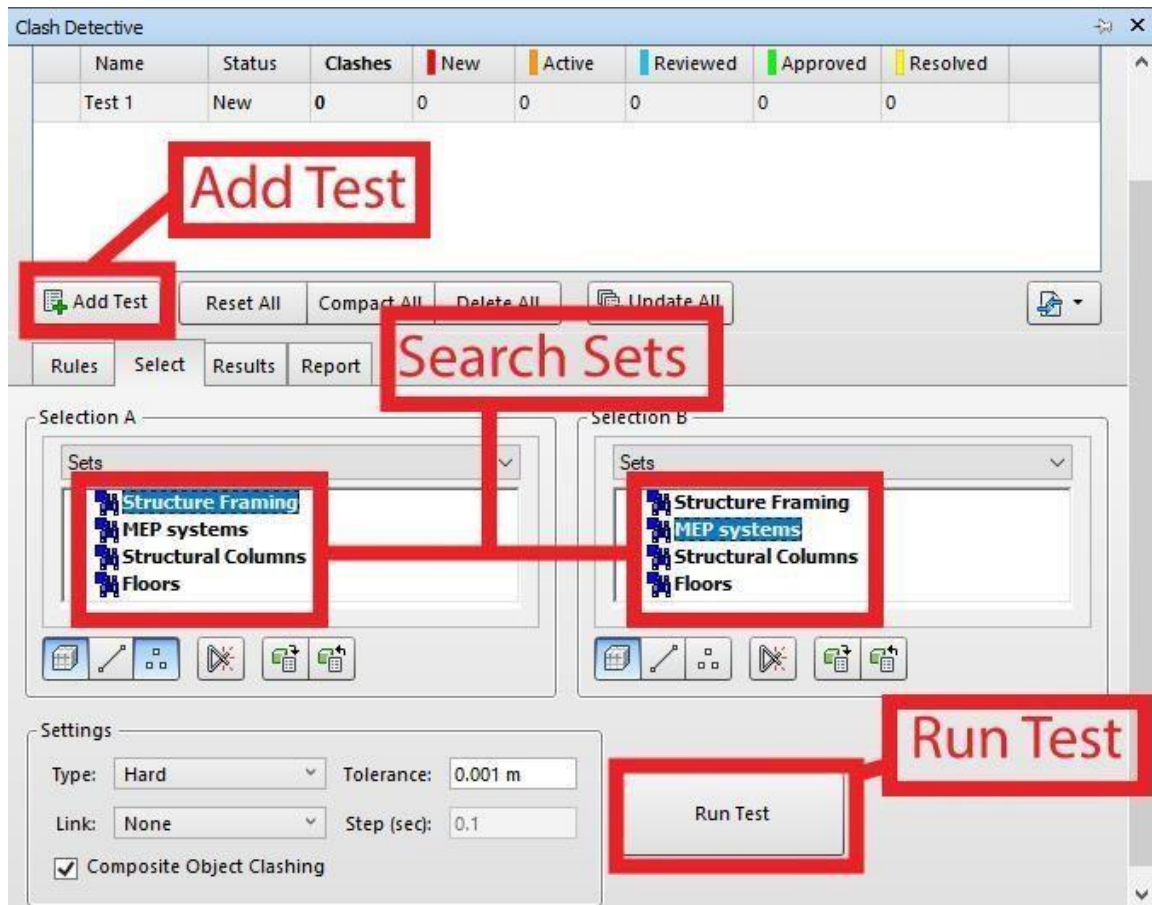 Clash Detective
Name Status Clashes New Active Reviewed Approved Resolved
Test 1 New 0 0 0 0 0 0
Add Test
Add Test Reset All Compact All Delete All Update All
Search Sets
Rules Select Results Report
Selection A Selection B
Sets Sets
Structure Framing Structure Framing
MEP systems MEP systems
Structural Columns Structural Columns
Floors Floors
Run Test
Settings
Type: Hard Tolerance: 0.001 m
Run Test
Link: None Step (sec): 0.1
Composite Object Clashing